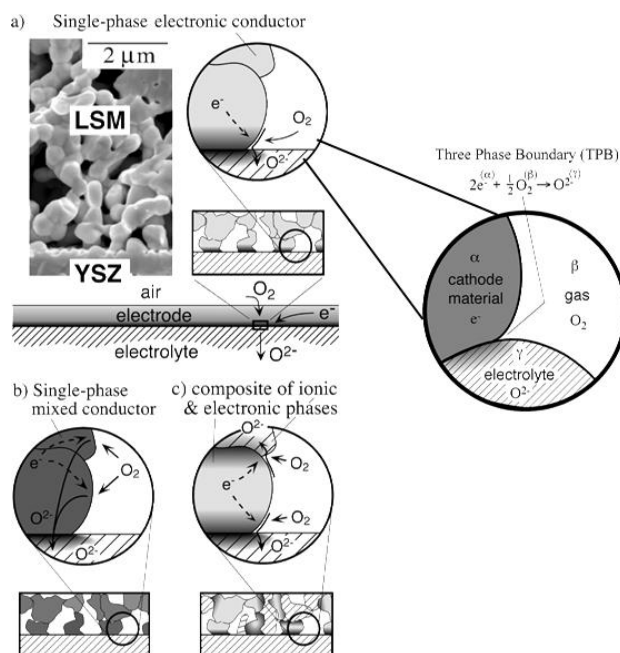 a) Single-phase electronic conductor
2 μm
LSM
YSZ
e-
O2
O2-
Three Phase Boundary (TPB)
2e-(α) + ½O2(β) → O2-(γ)
α
cathode
material
e-
β
gas
O2
γ
electrolyte
O2-
air
O2
electrode
e-
electrolyte
O2-
b) Single-phase
mixed conductor
e-
O2
O2-
O2-
c) composite of ionic
& electronic phases
O2-
O2
e-
O2
O2-